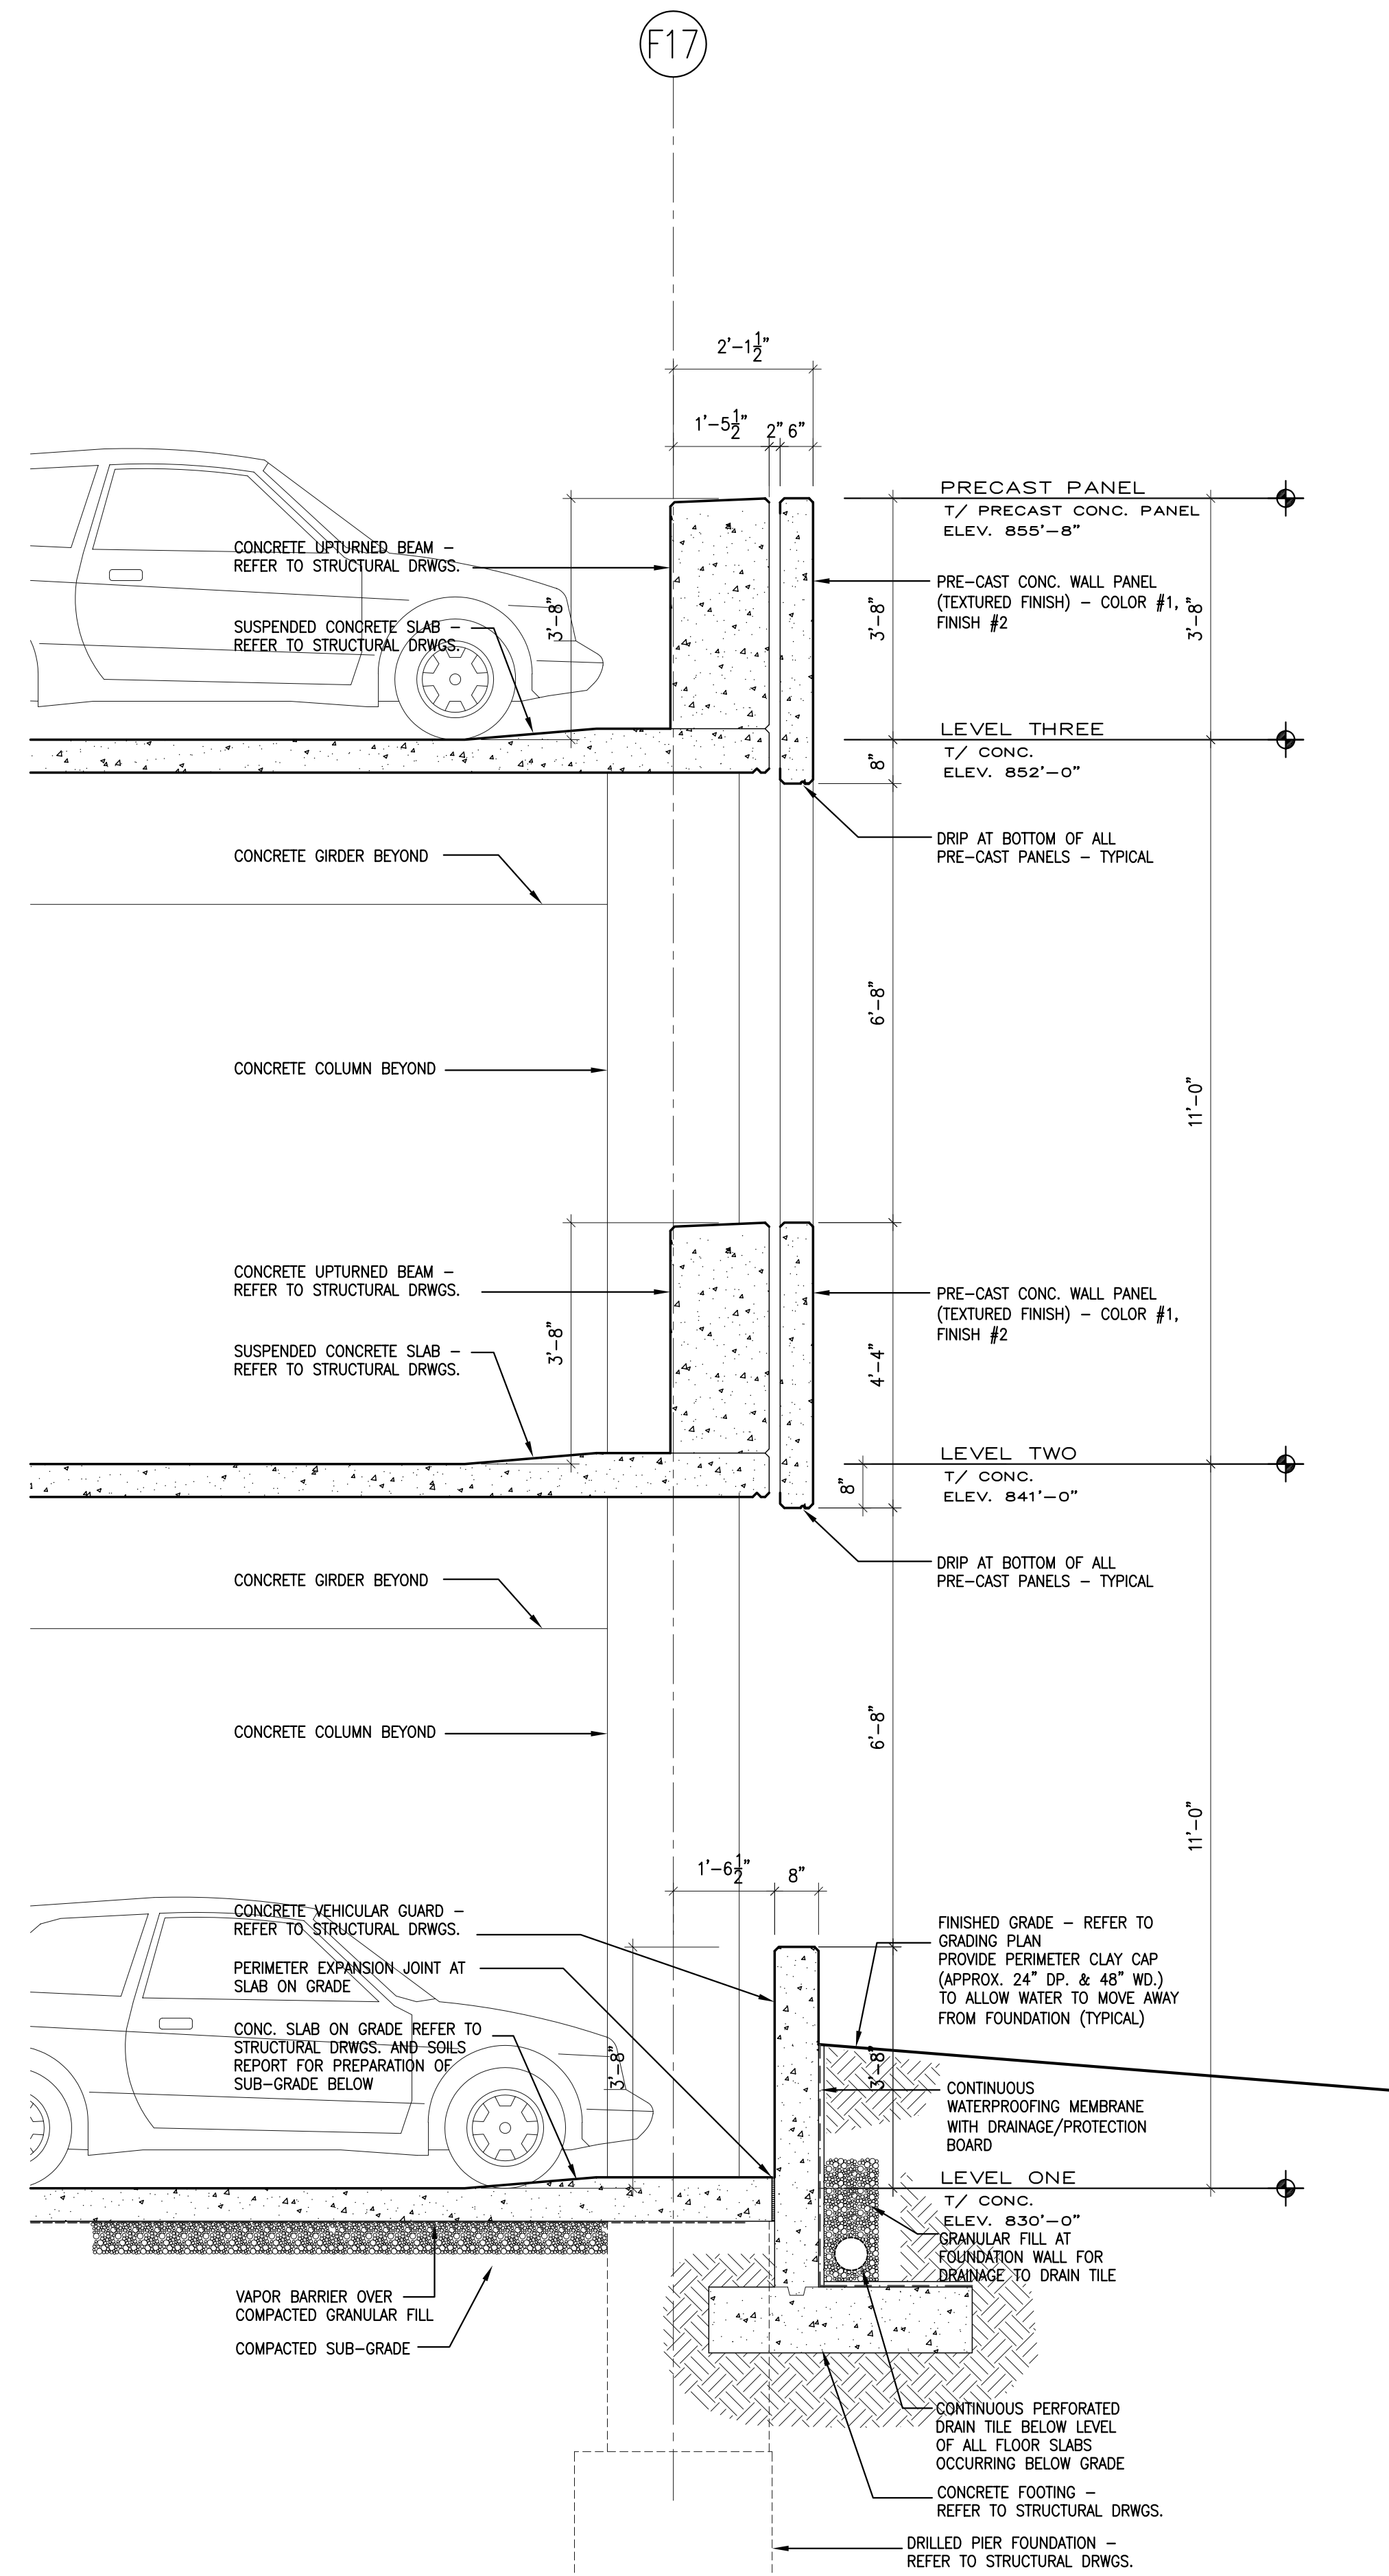 F17
2'-1½"
1'-5½"
2" 6"
PRECAST PANEL
T/ PRECAST CONC. PANEL
ELEV. 855'-8"
CONCRETE UPTURNED BEAM –
REFER TO STRUCTURAL DRWGS.
PRE-CAST CONC. WALL PANEL
(TEXTURED FINISH) – COLOR #1,
FINISH #2
3'-8"
3'-8"
3'-8"
SUSPENDED CONCRETE SLAB –
REFER TO STRUCTURAL DRWGS.
LEVEL THREE
T/ CONC.
ELEV. 852'-0"
8"
DRIP AT BOTTOM OF ALL
PRE-CAST PANELS – TYPICAL
CONCRETE GIRDER BEYOND
6'-8"
CONCRETE COLUMN BEYOND
11'-0"
CONCRETE UPTURNED BEAM –
REFER TO STRUCTURAL DRWGS.
PRE-CAST CONC. WALL PANEL
(TEXTURED FINISH) – COLOR #1,
FINISH #2
3'-8"
4'-4"
SUSPENDED CONCRETE SLAB –
REFER TO STRUCTURAL DRWGS.
LEVEL TWO
T/ CONC.
ELEV. 841'-0"
8"
DRIP AT BOTTOM OF ALL
PRE-CAST PANELS – TYPICAL
CONCRETE GIRDER BEYOND
CONCRETE COLUMN BEYOND
6'-8"
11'-0"
1'-6½"
8"
CONCRETE VEHICULAR GUARD –
REFER TO STRUCTURAL DRWGS.
FINISHED GRADE – REFER TO
GRADING PLAN
PROVIDE PERIMETER CLAY CAP
(APPROX. 24" DP. & 48" WD.)
TO ALLOW WATER TO MOVE AWAY
FROM FOUNDATION (TYPICAL)
PERIMETER EXPANSION JOINT AT
SLAB ON GRADE
CONC. SLAB ON GRADE REFER TO
STRUCTURAL DRWGS. AND SOILS
REPORT FOR PREPARATION OF
SUB-GRADE BELOW
3'-8"
3'-8"
CONTINUOUS
WATERPROOFING MEMBRANE
WITH DRAINAGE/PROTECTION
BOARD
LEVEL ONE
T/ CONC.
ELEV. 830'-0"
GRANULAR FILL AT
FOUNDATION WALL FOR
DRAINAGE TO DRAIN TILE
VAPOR BARRIER OVER
COMPACTED GRANULAR FILL
COMPACTED SUB-GRADE
CONTINUOUS PERFORATED
DRAIN TILE BELOW LEVEL
OF ALL FLOOR SLABS
OCCURRING BELOW GRADE
CONCRETE FOOTING –
REFER TO STRUCTURAL DRWGS.
DRILLED PIER FOUNDATION –
REFER TO STRUCTURAL DRWGS.